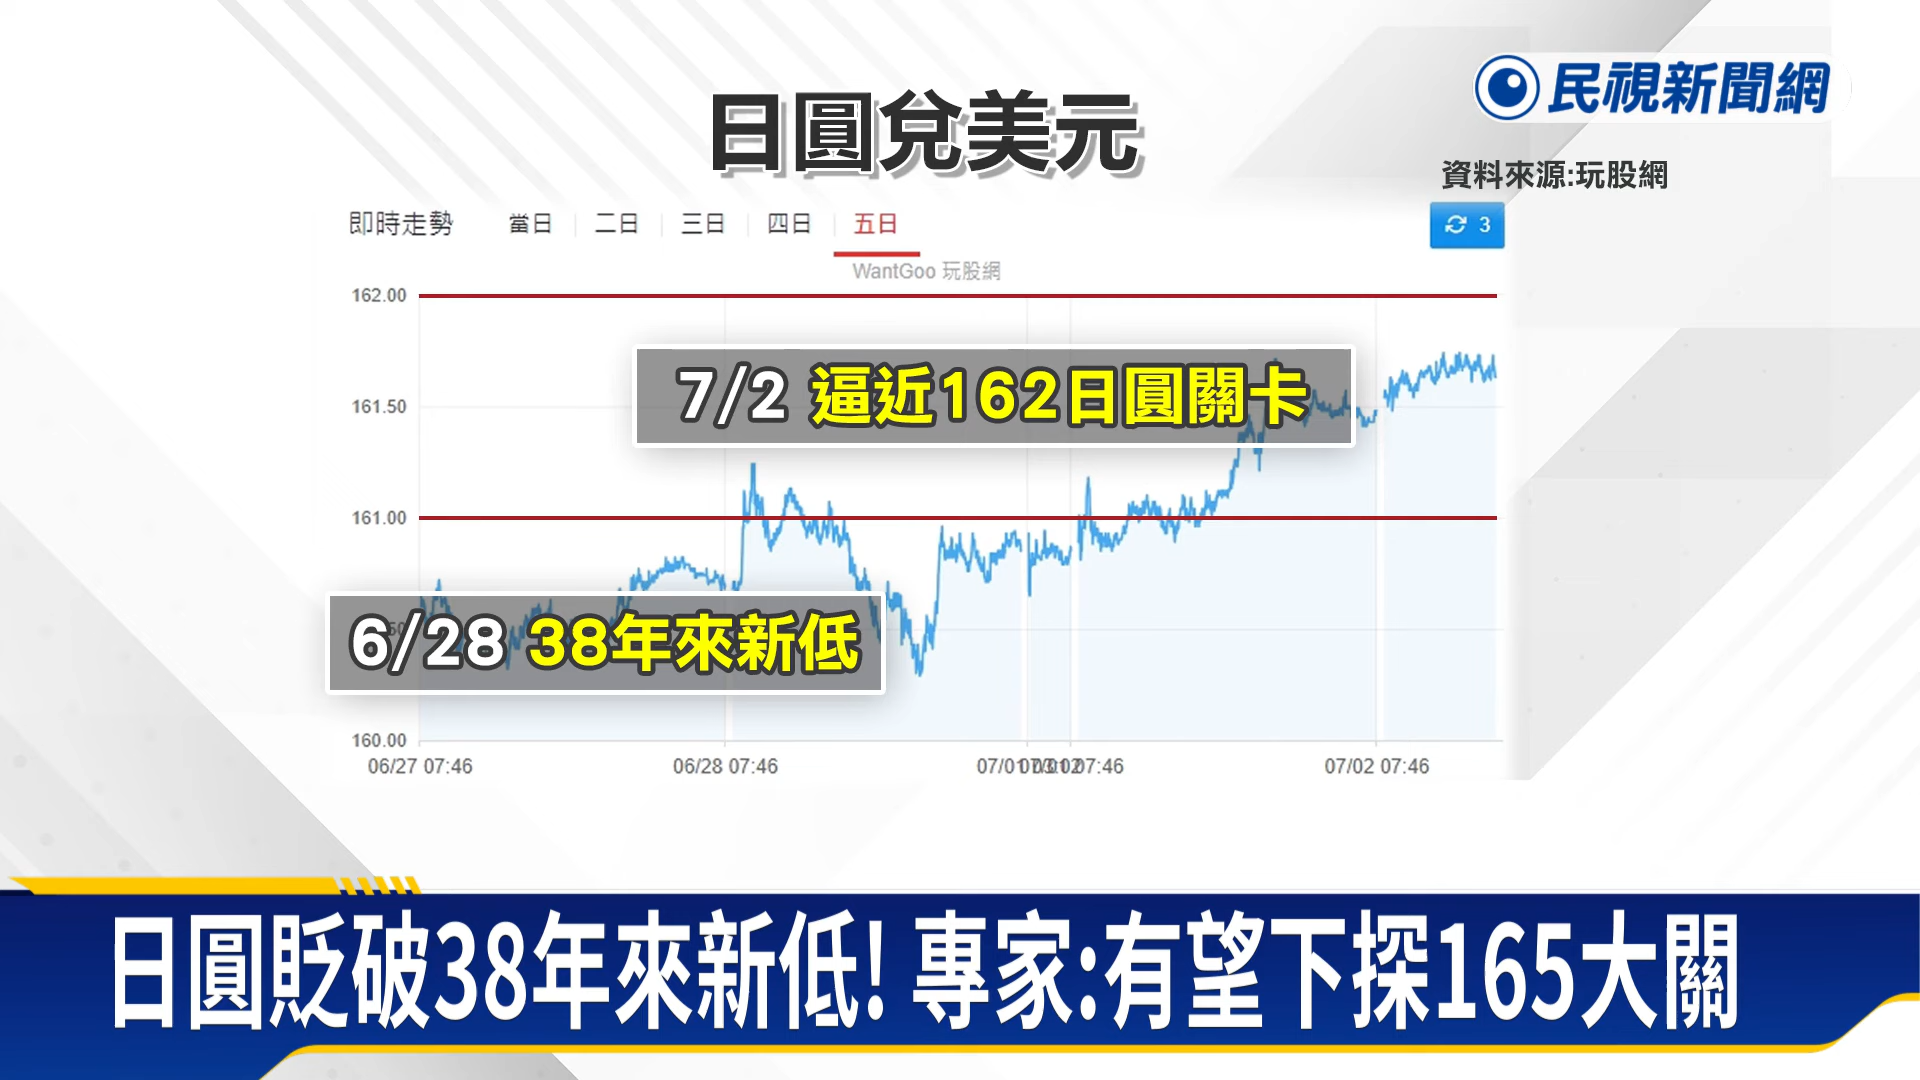 民視新聞網
日圓兌美元
資料來源:玩股網
即時走勢 當日 二日 三日 四日 五日 3
WantGoo 玩股網
162.00
7/2 逼近162日圓關卡
161.50
161.00
6/28 38年來新低
160.00
06/27 07:46 06/28 07:46 07/01 07:46 07/02 07:46
日圓貶破38年來新低! 專家:有望下探165大關